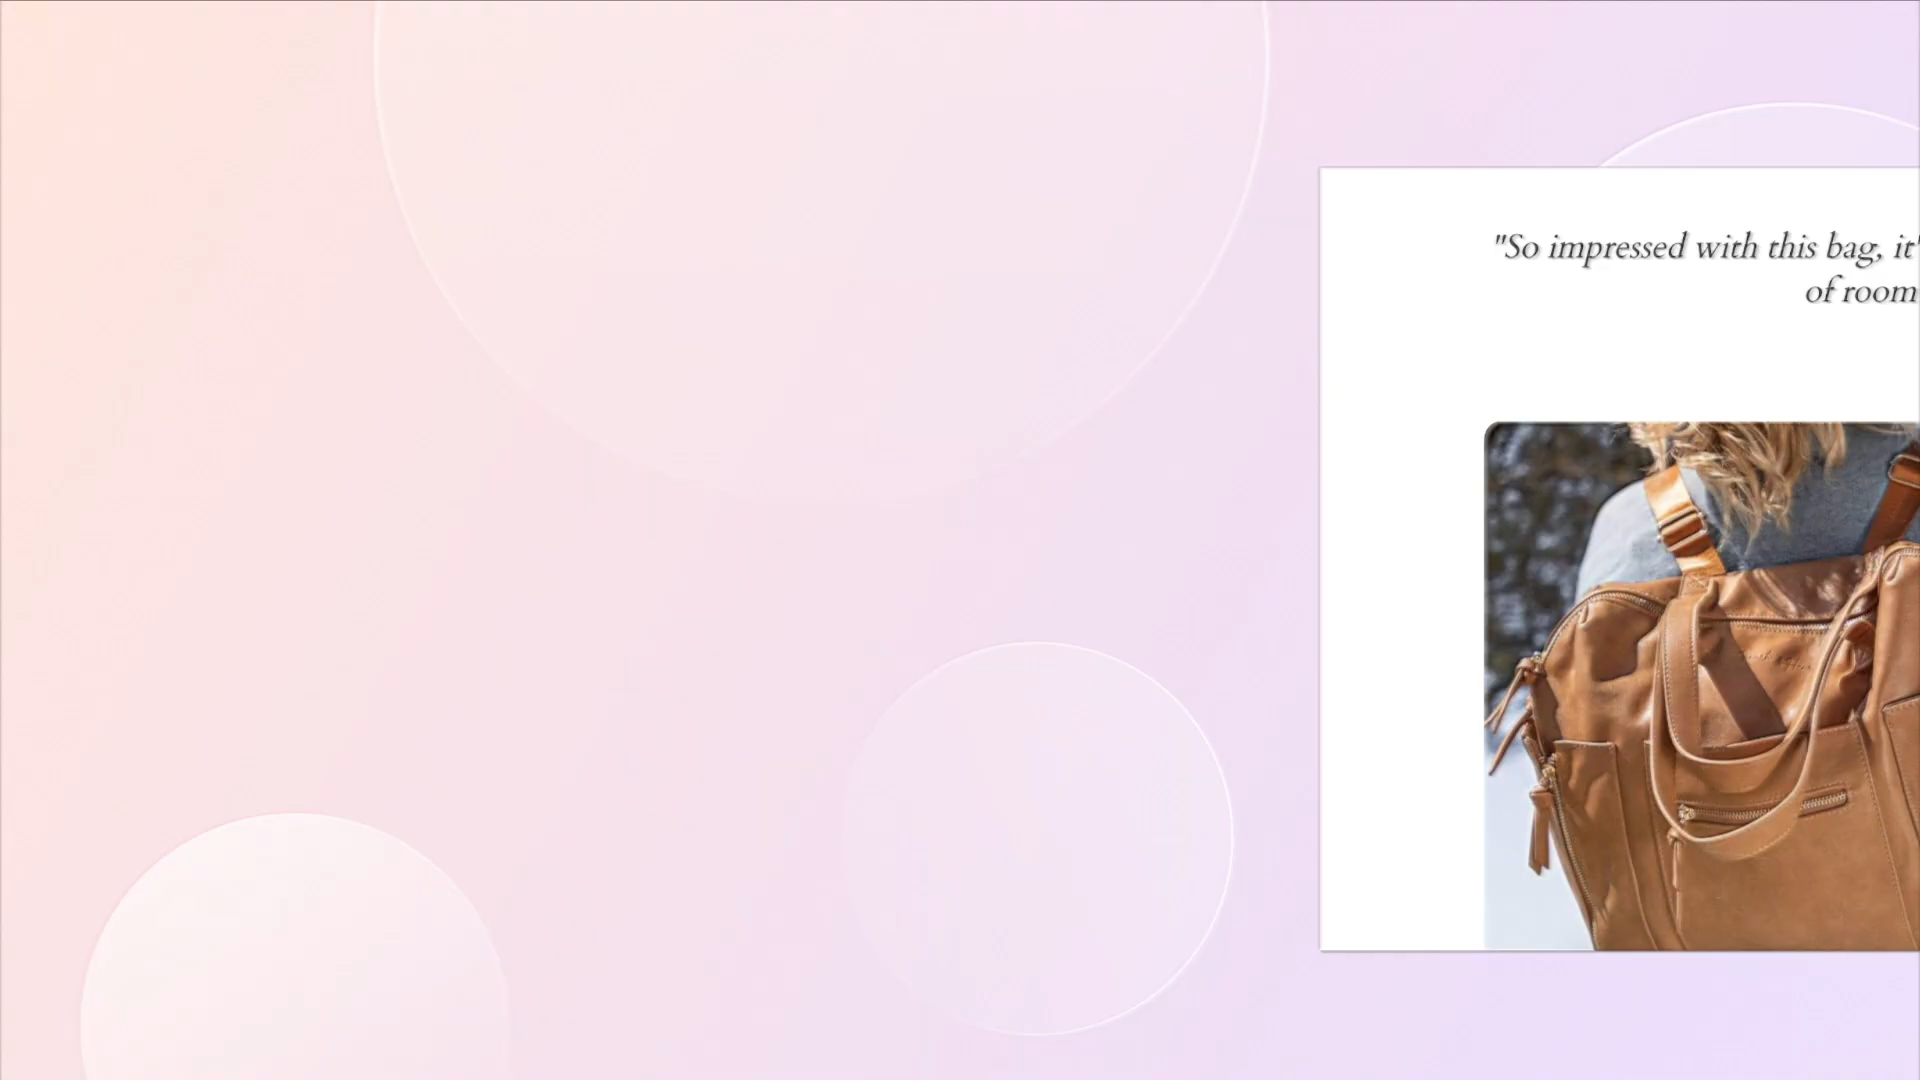 "So impressed with this bag, it'
of room